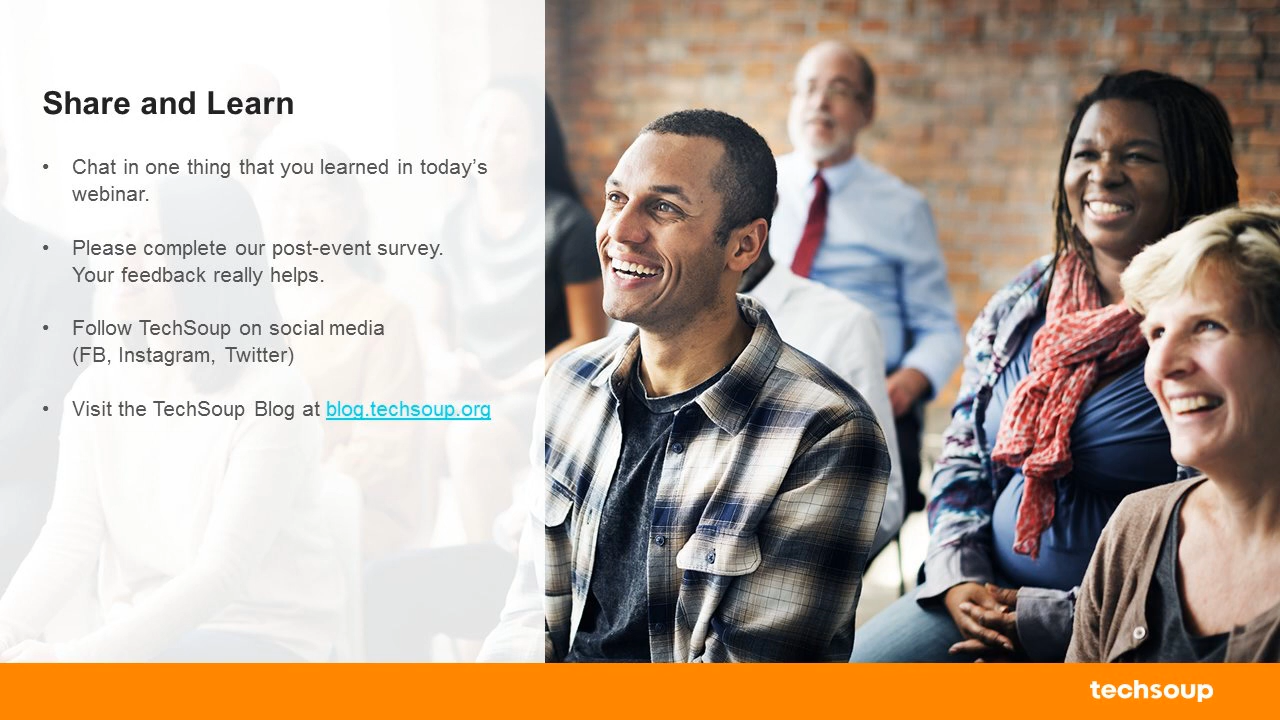 Share and Learn
• Chat in one thing that you learned in today’s
webinar.
• Please complete our post-event survey.
Your feedback really helps.
• Follow TechSoup on social media
(FB, Instagram, Twitter)
• Visit the TechSoup Blog at blog.techsoup.org
techsoup